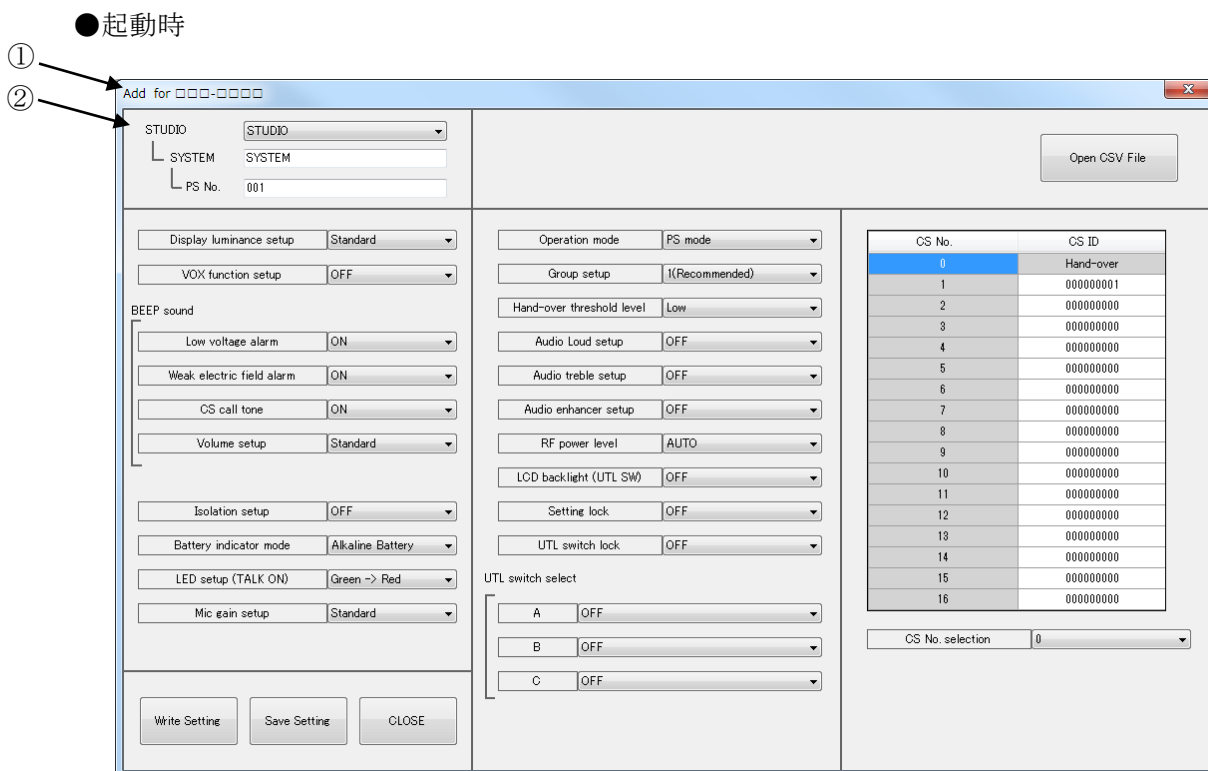 ●起動時
①
②
Add for □□□-□□□□
STUDIO STUDIO
SYSTEM SYSTEM
PS No. 001
Open CSV File
Display luminance setup Standard
VOX function setup OFF
BEEP sound
Low voltage alarm ON
Weak electric field alarm ON
CS call tone ON
Volume setup Standard
Isolation setup OFF
Battery indicator mode Alkaline Battery
LED setup (TALK ON) Green -> Red
Mic gain setup Standard
Write Setting Save Setting CLOSE
Operation mode PS mode
Group setup 1(Recommended)
Hand-over threshold level Low
Audio Loud setup OFF
Audio treble setup OFF
Audio enhancer setup OFF
RF power level AUTO
LCD backlight (UTL SW) OFF
Setting lock OFF
UTL switch lock OFF
UTL switch select
A OFF
B OFF
C OFF
CS No. CS ID
0 Hand-over
1 000000001
2 000000000
3 000000000
4 000000000
5 000000000
6 000000000
7 000000000
8 000000000
9 000000000
10 000000000
11 000000000
12 000000000
13 000000000
14 000000000
15 000000000
16 000000000
CS No. selection 0